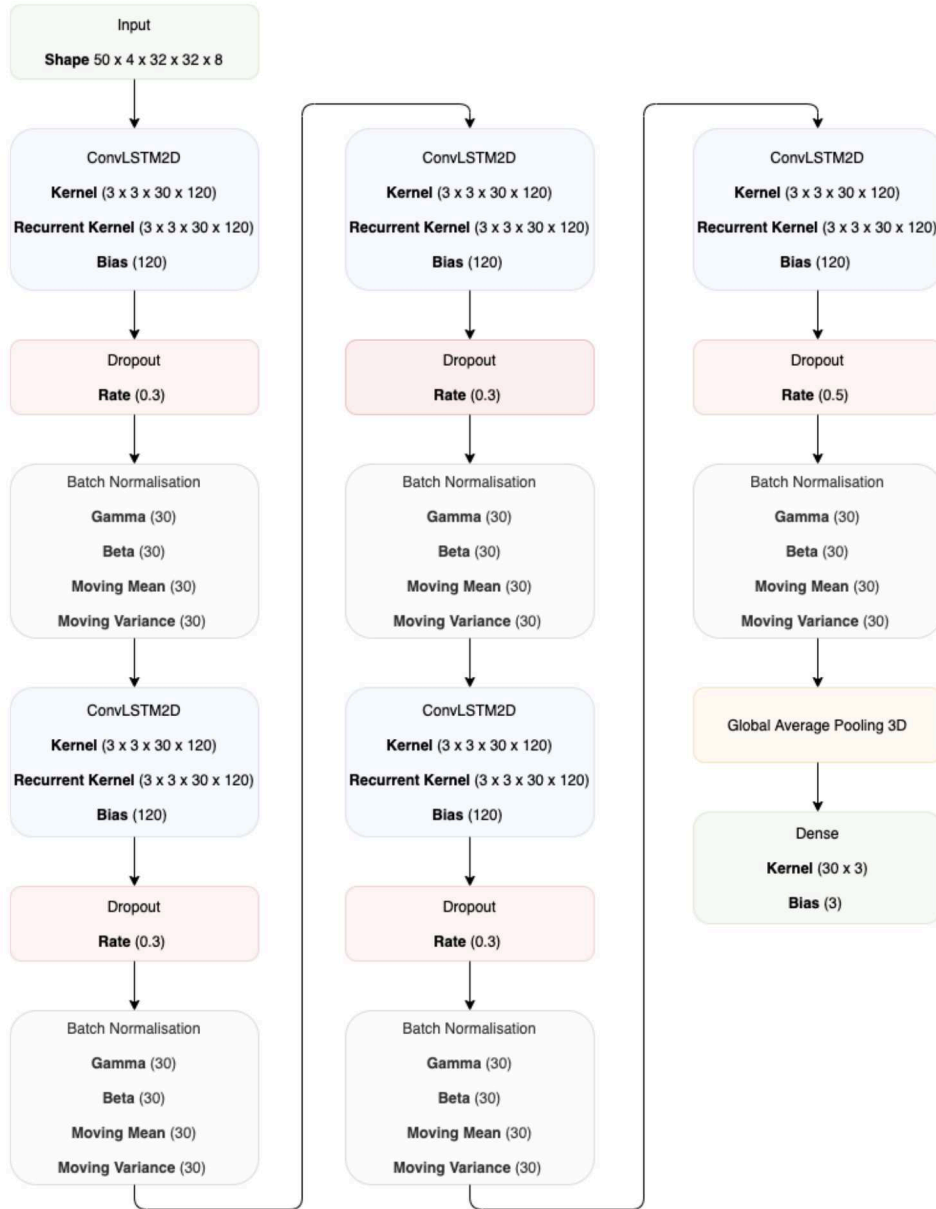 Input
Shape 50 x 4 x 32 x 32 x 8
ConvLSTM2D
Kernel (3 x 3 x 30 x 120)
Recurrent Kernel (3 x 3 x 30 x 120)
Bias (120)
Dropout
Rate (0.3)
Batch Normalisation
Gamma (30)
Beta (30)
Moving Mean (30)
Moving Variance (30)
ConvLSTM2D
Kernel (3 x 3 x 30 x 120)
Recurrent Kernel (3 x 3 x 30 x 120)
Bias (120)
Dropout
Rate (0.3)
Batch Normalisation
Gamma (30)
Beta (30)
Moving Mean (30)
Moving Variance (30)
ConvLSTM2D
Kernel (3 x 3 x 30 x 120)
Recurrent Kernel (3 x 3 x 30 x 120)
Bias (120)
Dropout
Rate (0.3)
Batch Normalisation
Gamma (30)
Beta (30)
Moving Mean (30)
Moving Variance (30)
ConvLSTM2D
Kernel (3 x 3 x 30 x 120)
Recurrent Kernel (3 x 3 x 30 x 120)
Bias (120)
Dropout
Rate (0.3)
Batch Normalisation
Gamma (30)
Beta (30)
Moving Mean (30)
Moving Variance (30)
ConvLSTM2D
Kernel (3 x 3 x 30 x 120)
Recurrent Kernel (3 x 3 x 30 x 120)
Bias (120)
Dropout
Rate (0.5)
Batch Normalisation
Gamma (30)
Beta (30)
Moving Mean (30)
Moving Variance (30)
Global Average Pooling 3D
Dense
Kernel (30 x 3)
Bias (3)